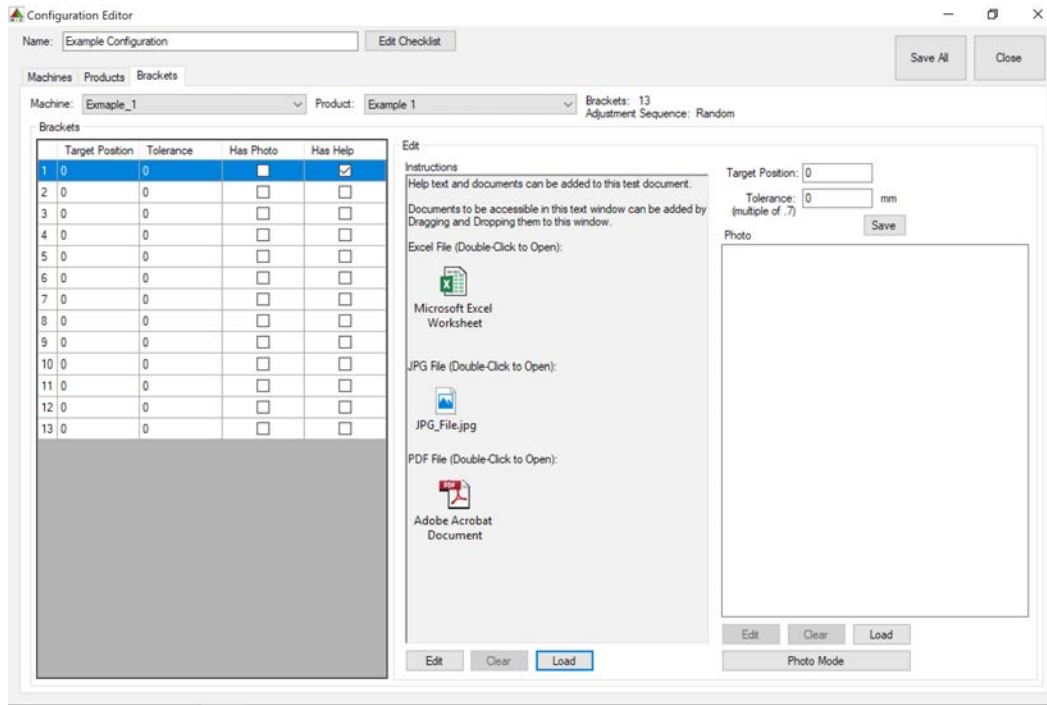 Configuration Editor
Name: Example Configuration Edit Checklist
Save All Close
Machines Products Brackets
Machine: Exmaple_1 Product: Example 1 Brackets: 13
Adjustment Sequence: Random
Brackets
Target Position Tolerance Has Photo Has Help
1 0 0
2 0 0
3 0 0
4 0 0
5 0 0
6 0 0
7 0 0
8 0 0
9 0 0
10 0 0
11 0 0
12 0 0
13 0 0
Edit
Instructions
Help text and documents can be added to this test document.
Documents to be accessible in this text window can be added by
Dragging and Dropping them to this window.
Excel File (Double-Click to Open):
Microsoft Excel
Worksheet
JPG File (Double-Click to Open):
JPG_File.jpg
PDF File (Double-Click to Open):
PDF
Adobe Acrobat
Document
Edit Clear Load
Target Position: 0
Tolerance: 0 mm
(multiple of .7)
Save
Photo
Edit Clear Load
Photo Mode